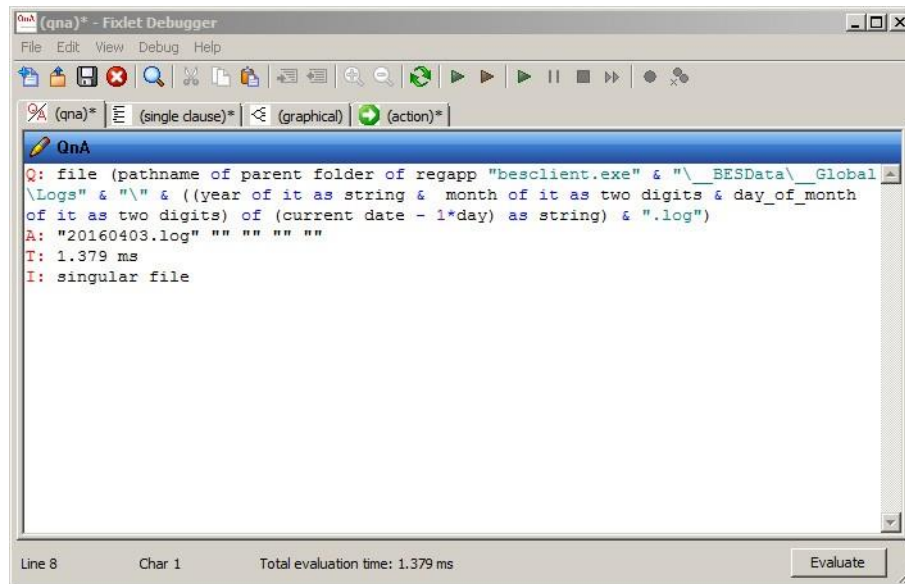 QnA (qna)* - Fixlet Debugger
File Edit View Debug Help
(qna)* (single clause)* (graphical) (action)*
QnA
Q: file (pathname of parent folder of regapp "besclient.exe" & "\__BESData\__Global
\Logs" & "\" & ((year of it as string &  month of it as two digits & day_of_month
of it as two digits) of (current date - 1*day) as string) & ".log")
A: "20160403.log" "" "" "" ""
T: 1.379 ms
I: singular file
Line 8 Char 1 Total evaluation time: 1.379 ms Evaluate